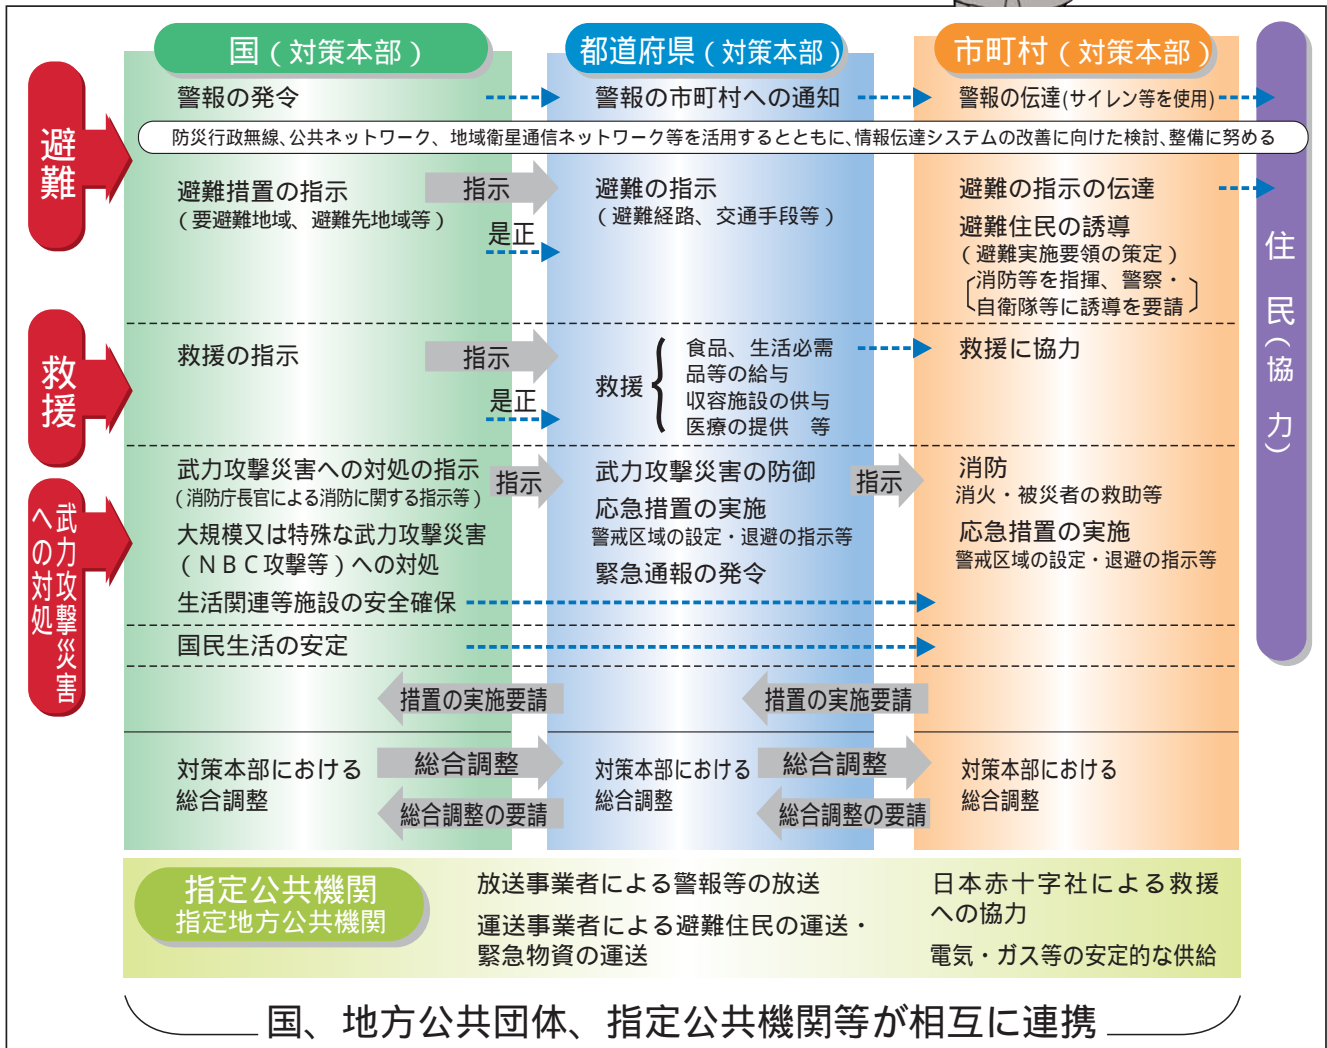 国（対策本部）
都道府県（対策本部）
市町村（対策本部）
避難
警報の発令
警報の市町村への通知
警報の伝達(サイレン等を使用)
防災行政無線、公共ネットワーク、地域衛星通信ネットワーク等を活用するとともに、情報伝達システムの改善に向けた検討、整備に努める
避難措置の指示
（要避難地域、避難先地域等）
指示
是正
避難の指示
（避難経路、交通手段等）
避難の指示の伝達
避難住民の誘導
（避難実施要領の策定）
消防等を指揮、警察・
自衛隊等に誘導を要請
住民（協力）
救援
救援の指示
指示
是正
救援
食品、生活必需
品等の給与
収容施設の供与
医療の提供　等
救援に協力
武力攻撃災害
への対処
武力攻撃災害への対処の指示
（消防庁長官による消防に関する指示等）
大規模又は特殊な武力攻撃災害
（ＮＢＣ攻撃等）への対処
生活関連等施設の安全確保
指示
武力攻撃災害の防御
応急措置の実施
警戒区域の設定・退避の指示等
緊急通報の発令
指示
消防
消火・被災者の救助等
応急措置の実施
警戒区域の設定・退避の指示等
国民生活の安定
措置の実施要請
措置の実施要請
対策本部における
総合調整
総合調整
総合調整の要請
対策本部における
総合調整
総合調整
総合調整の要請
対策本部における
総合調整
指定公共機関
指定地方公共機関
放送事業者による警報等の放送
運送事業者による避難住民の運送・
緊急物資の運送
日本赤十字社による救援
への協力
電気・ガス等の安定的な供給
国、地方公共団体、指定公共機関等が相互に連携